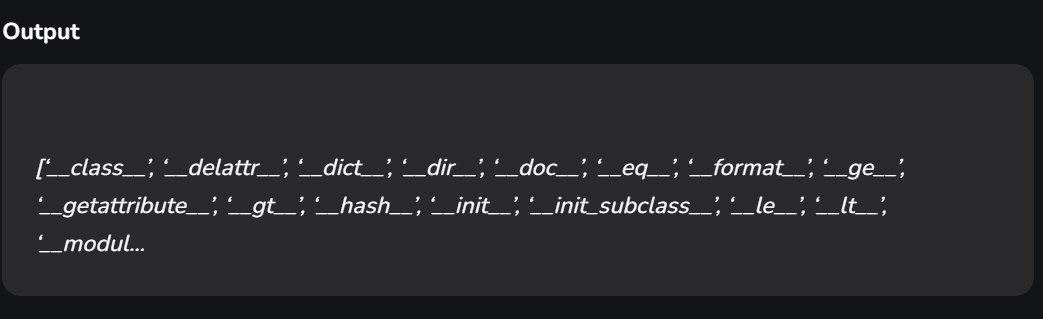 Output
[‘__class__’, ‘__delattr__’, ‘__dict__’, ‘__dir__’, ‘__doc__’, ‘__eq__’, ‘__format__’, ‘__ge__’,
‘__getattribute__’, ‘__gt__’, ‘__hash__’, ‘__init__’, ‘__init_subclass__’, ‘__le__’, ‘__lt__’,
‘__modul...